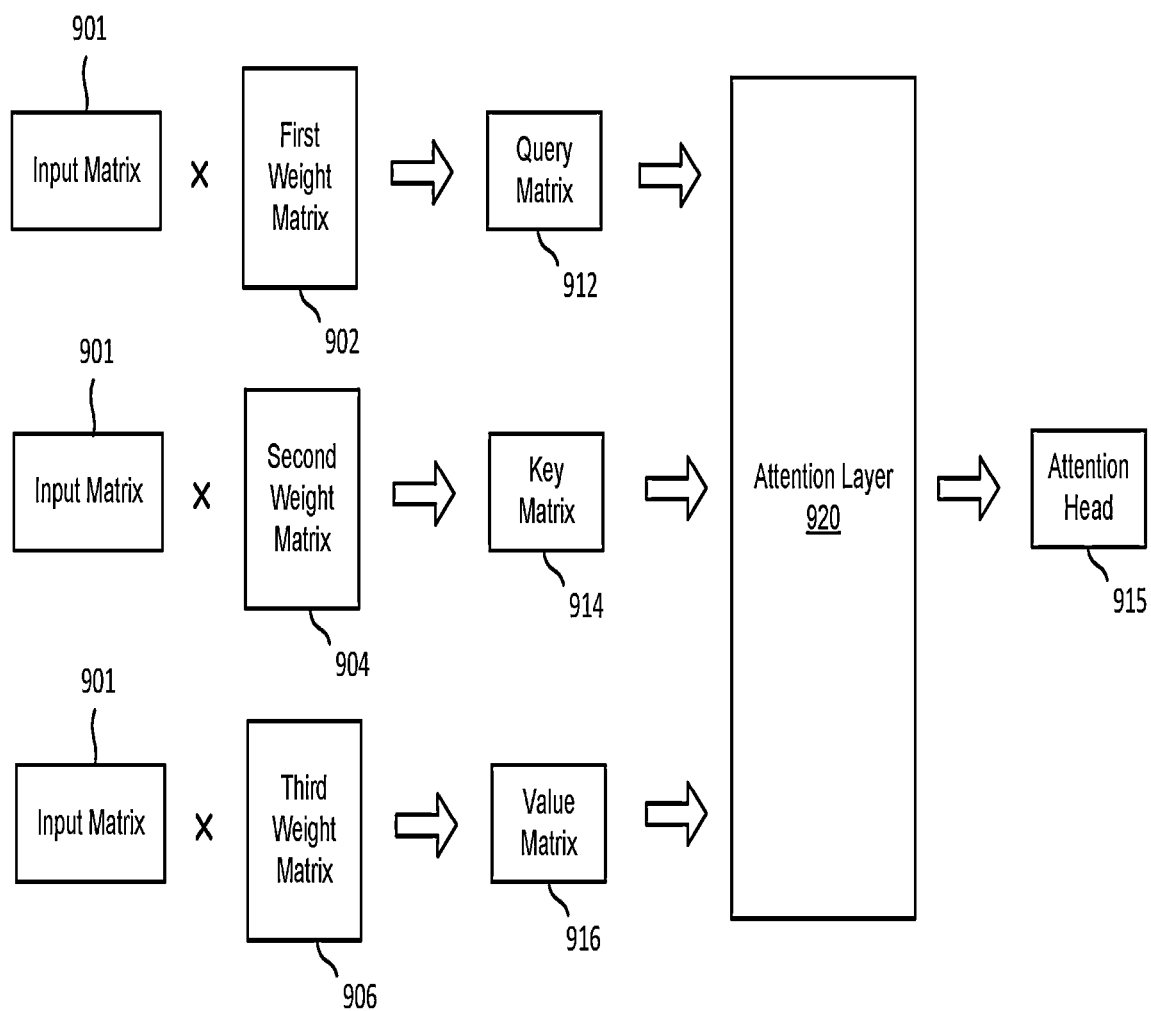 901
Input Matrix
×
First
Weight
Matrix
902
Query
Matrix
912
901
Input Matrix
×
Second
Weight
Matrix
904
Key
Matrix
914
901
Input Matrix
×
Third
Weight
Matrix
906
Value
Matrix
916
Attention Layer
920
Attention
Head
915